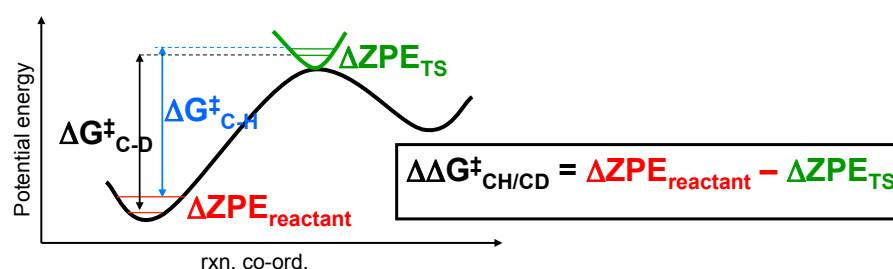 ΔZPE_TS
ΔG‡_C-H
ΔG‡_C-D
ΔΔG‡_CH/CD = ΔZPE_reactant – ΔZPE_TS
ΔZPE_reactant
Potential energy
rxn. co-ord.